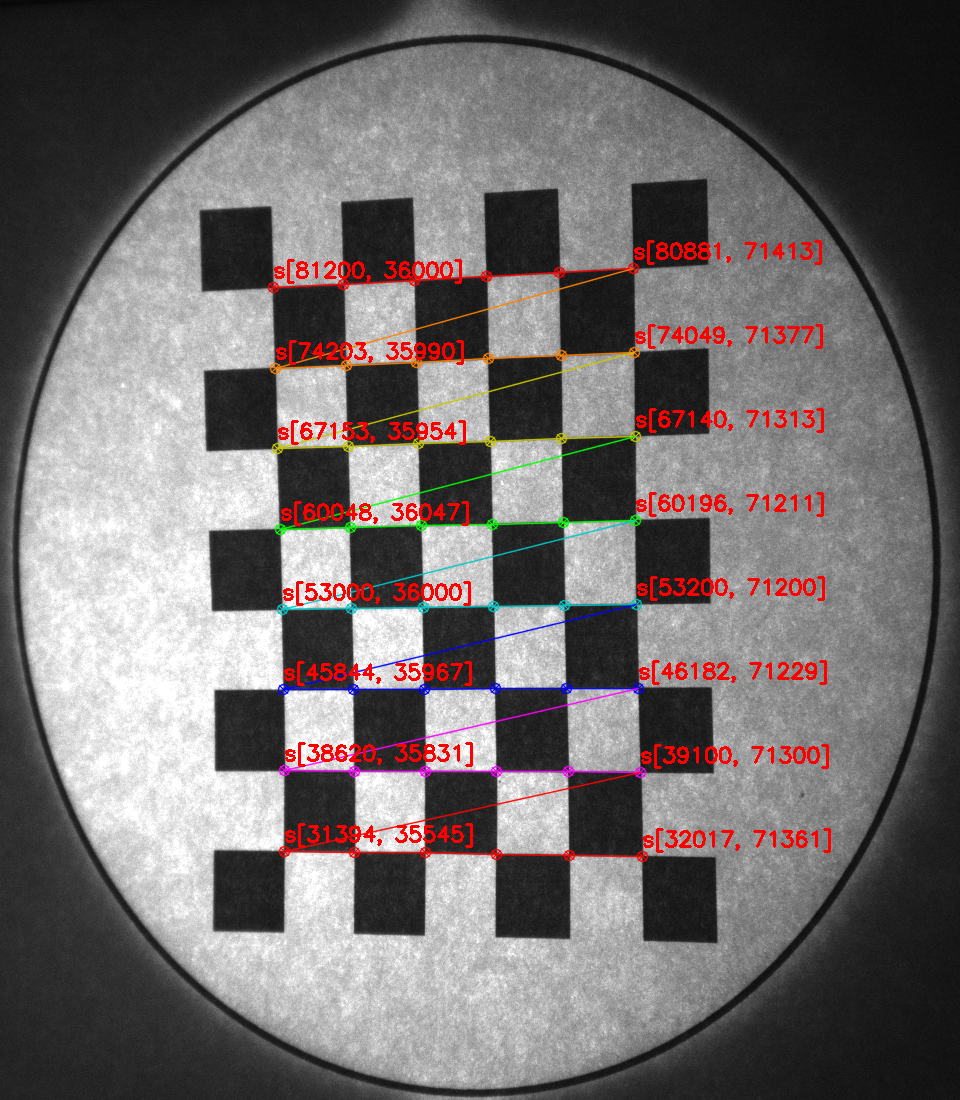 s[81200, 36000] s[80881, 71413]
s[74203, 35990] s[74049, 71377]
s[67153, 35954] s[67140, 71313]
s[60048, 36047] s[60196, 71211]
s[53000, 36000] s[53200, 71200]
s[45844, 35967] s[46182, 71229]
s[38620, 35831] s[39100, 71300]
s[31394, 35545] s[32017, 71361]